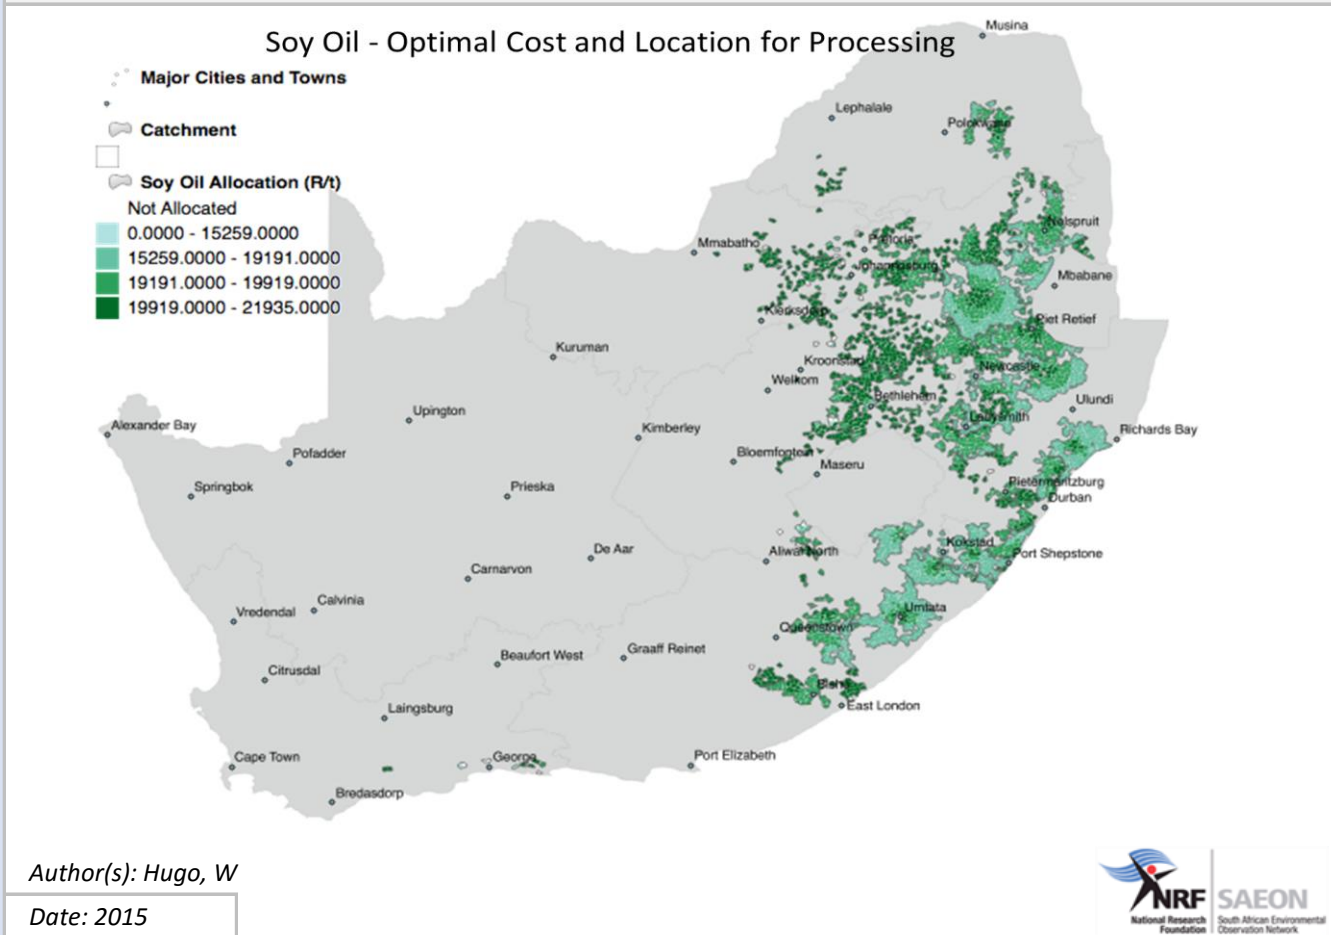 Soy Oil - Optimal Cost and Location for Processing
Major Cities and Towns
Catchment
Soy Oil Allocation (R/t)
Not Allocated
0.0000 - 15259.0000
15259.0000 - 19191.0000
19191.0000 - 19919.0000
19919.0000 - 21935.0000
Musina
Lephalale
Polokwane
Nelspruit
Pretoria
Mmabatho
Johannesburg
Mbabane
Klerksdorp
Piet Retief
Kuruman
Kroonstad
Newcastle
Welkom
Bethlehem
Ulundi
Upington
Ladysmith
Alexander Bay
Kimberley
Richards Bay
Pofadder
Bloemfontein
Maseru
Springbok
Prieska
Pietermaritzburg
Durban
De Aar
Aliwal North
Kokstad
Port Shepstone
Carnarvon
Calvinia
Vredendal
Umtata
Queenstown
Graaff Reinet
Beaufort West
Citrusdal
Bisho
Laingsburg
East London
Cape Town
George
Port Elizabeth
Bredasdorp
Author(s): Hugo, W
Date: 2015
NRF
National Research
Foundation
SAEON
South African Environmental
Observation Network